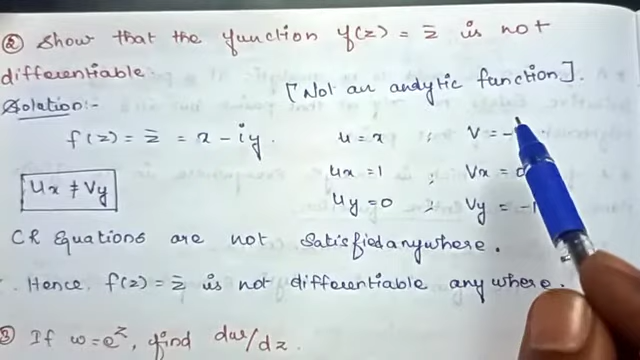 ② Show that the function f(z) = z̄ is not
differentiable.
[Not an analytic function].
Solution:-
f(z) = z̄ = x - iy. u = x ; v = -
ux = 1 ; vx = 0
ux ≠ vy
uy = 0 ; vy = -1
CR Equations are not satisfied anywhere.
∴ Hence f(z) = z̄ is not differentiable anywhere.
③ If w = e^z, find dw/dz.